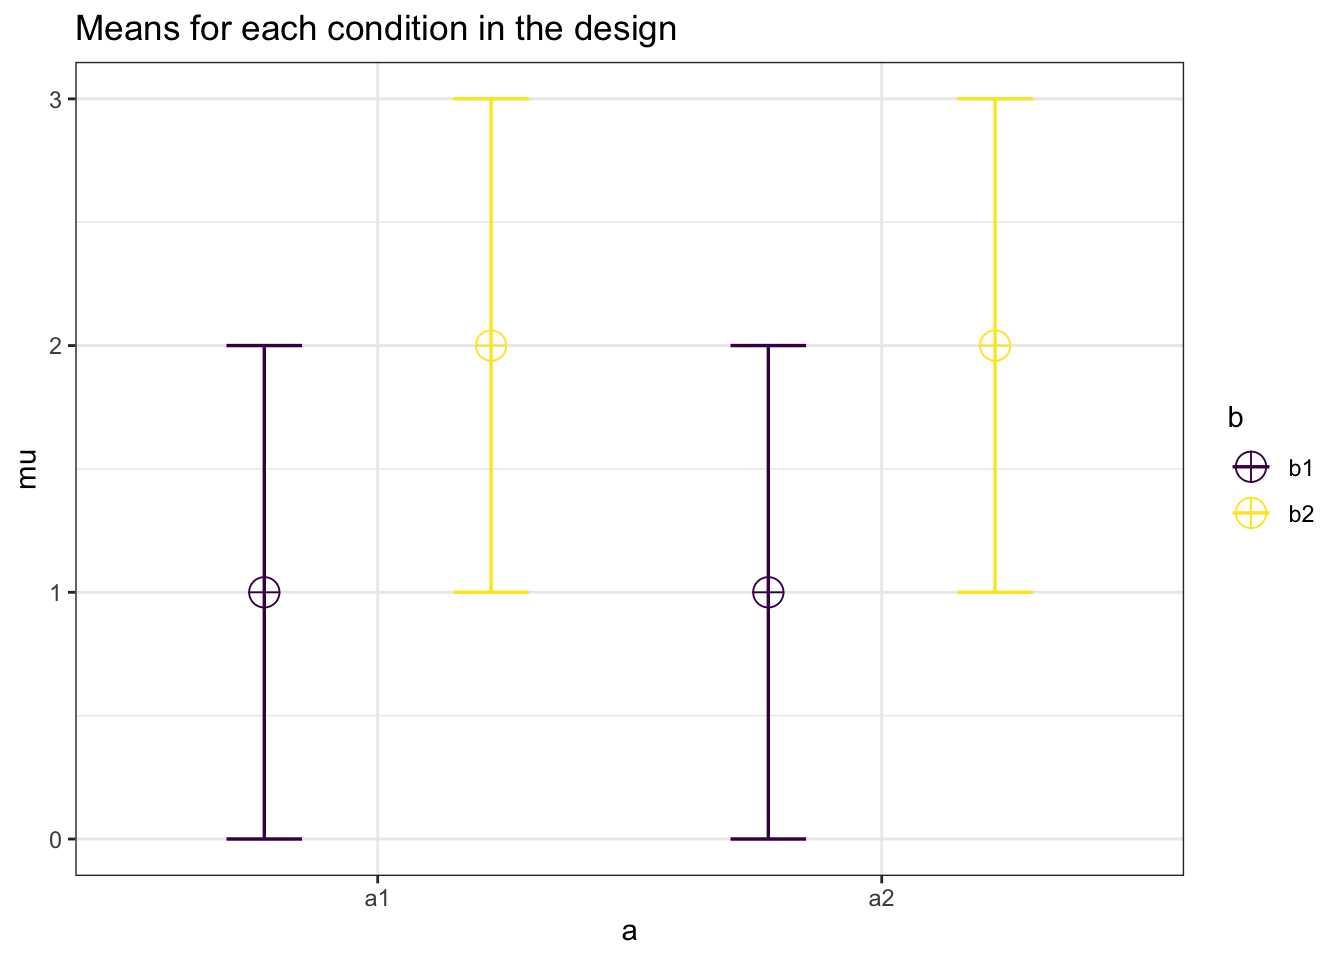 Means for each condition in the design
3
2
1
0
mu
a1
a2
a
b
b1
b2